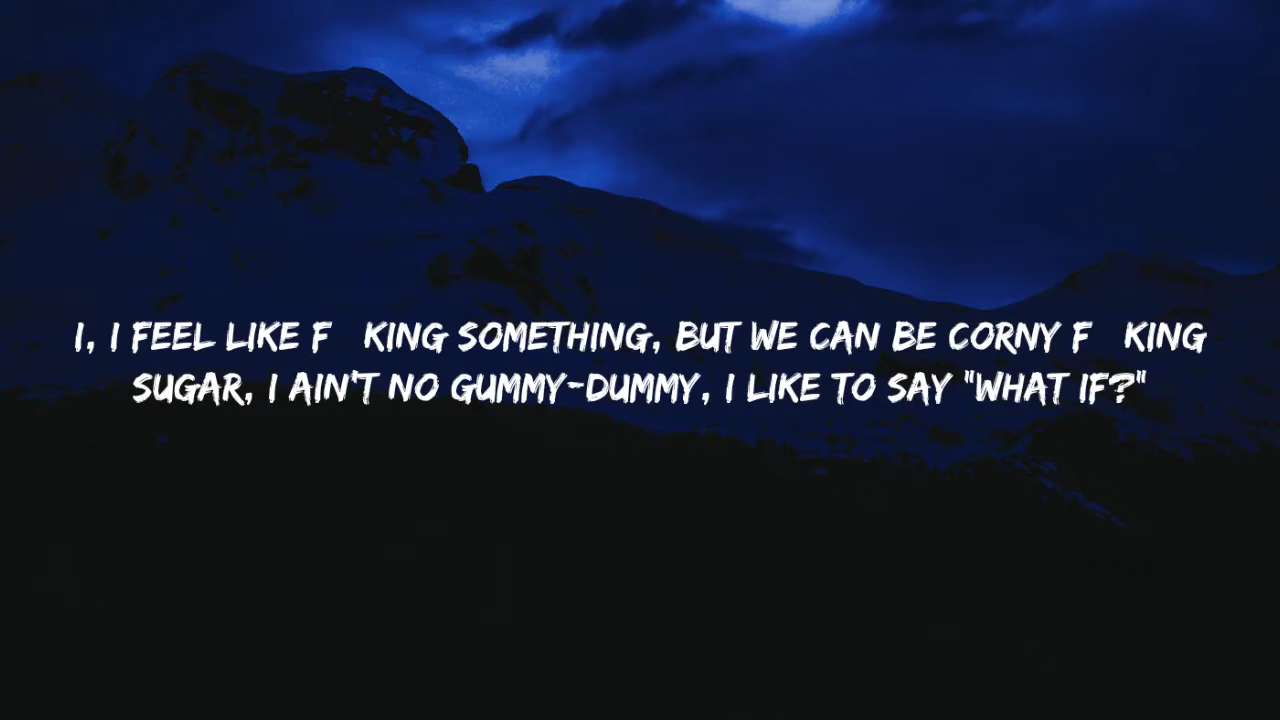 I, I FEEL LIKE F KING SOMETHING, BUT WE CAN BE CORNY F KING
SUGAR, I AIN'T NO GUMMY-DUMMY, I LIKE TO SAY "WHAT IF?"